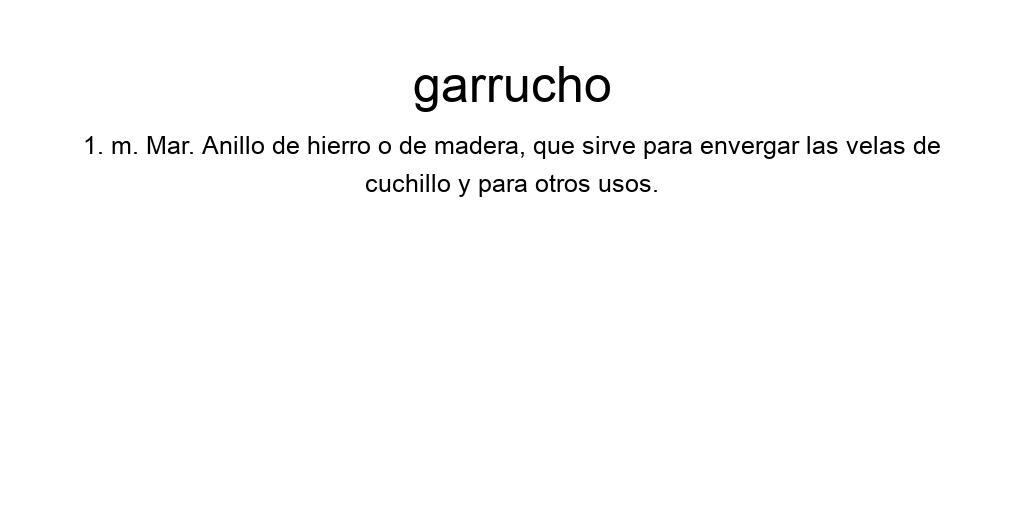 garrucho
1. m. Mar. Anillo de hierro o de madera, que sirve para envergar las velas de
cuchillo y para otros usos.